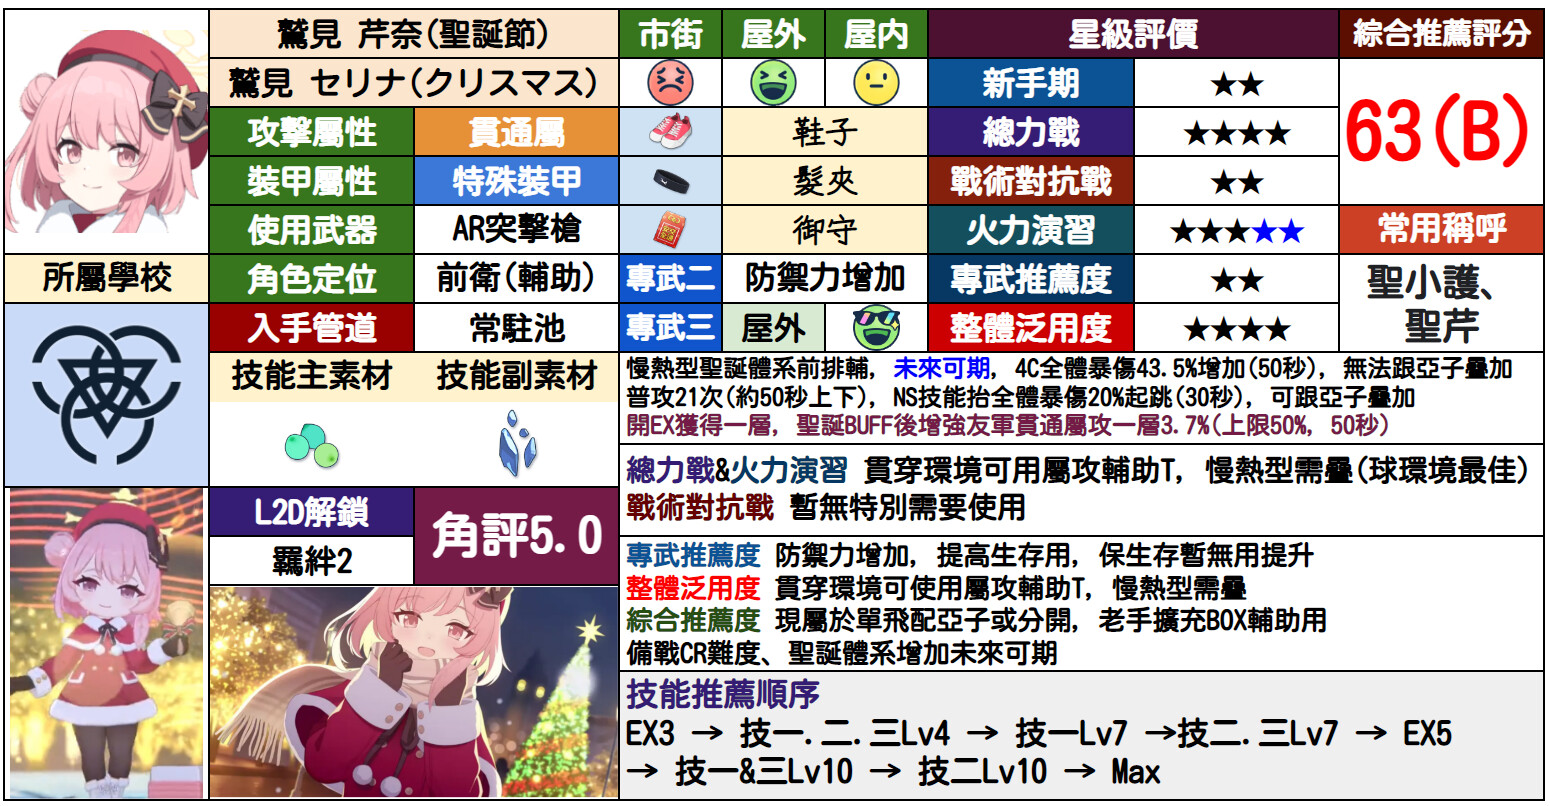 鷲見 芹奈(聖誕節)
鷲見 セリナ(クリスマス)
市街
屋外
屋内
星級評價
綜合推薦評分
新手期
★★
63(B)
攻擊屬性
貫通屬
鞋子
總力戰
★★★★
裝甲屬性
特殊裝甲
髮夾
戰術對抗戰
★★
使用武器
AR突擊槍
御守
火力演習
★★★★★
常用稱呼
所屬學校
角色定位
前衛(輔助)
專武二
防禦力增加
專武推薦度
★★
聖小護、
聖芹
入手管道
常駐池
專武三
屋外
整體泛用度
★★★★
技能主素材
技能副素材
慢熱型聖誕體系前排輔, 未來可期, 4C全體暴傷43.5%增加(50秒), 無法跟亞子疊加
普攻21次(約50秒上下), NS技能抬全體暴傷20%起跳(30秒), 可跟亞子疊加
開EX獲得一層, 聖誕BUFF後增強友軍貫通屬攻一層3.7%(上限50%, 50秒)
總力戰&火力演習 貫穿環境可用屬攻輔助T, 慢熱型需疊(球環境最佳)
戰術對抗戰 暫無特別需要使用
L2D解鎖
羈絆2
角評5.0
專武推薦度 防禦力增加, 提高生存用, 保生存暫無用提升
整體泛用度 貫穿環境可使用屬攻輔助T, 慢熱型需疊
綜合推薦度 現屬於單飛配亞子或分開, 老手擴充BOX輔助用
備戰CR難度、聖誕體系增加未來可期
技能推薦順序
EX3 → 技一.二.三Lv4 → 技一Lv7 →技二.三Lv7 → EX5
→ 技一&三Lv10 → 技二Lv10 → Max